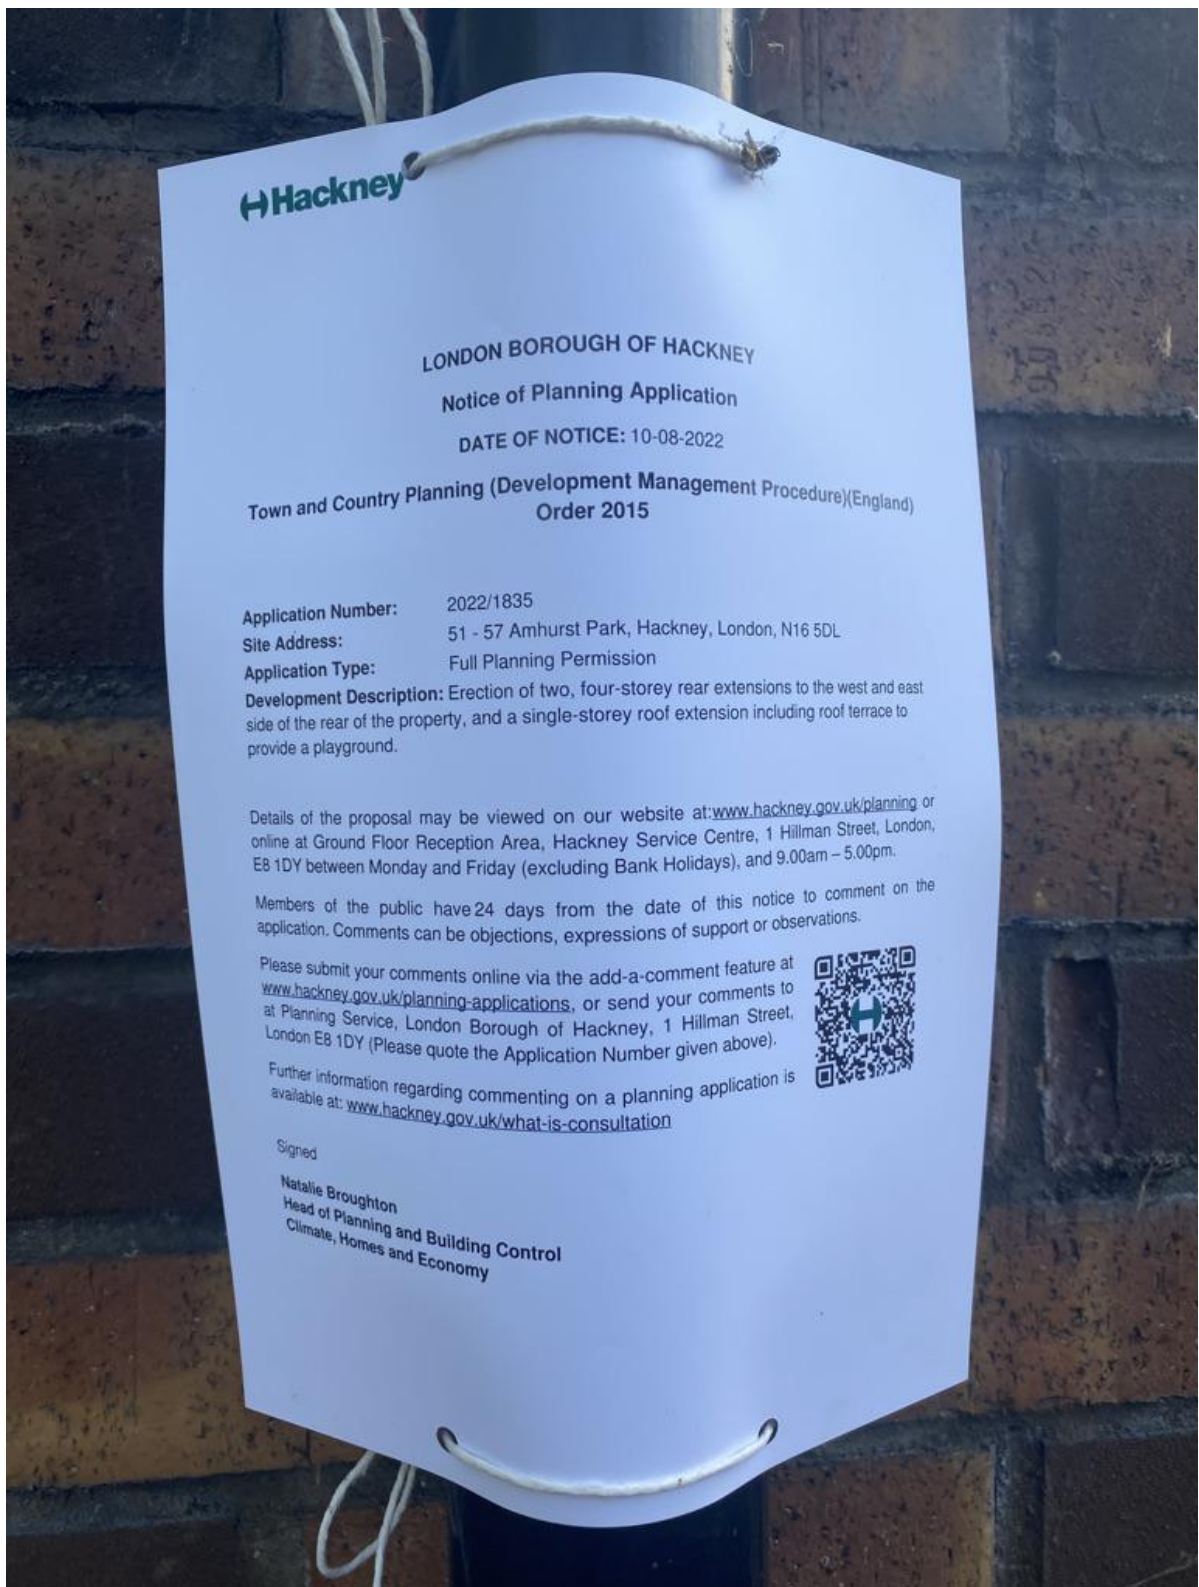 Hackney
LONDON BOROUGH OF HACKNEY
Notice of Planning Application
DATE OF NOTICE: 10-08-2022
Town and Country Planning (Development Management Procedure)(England)
Order 2015
Application Number: 2022/1835
Site Address: 51 - 57 Amhurst Park, Hackney, London, N16 5DL
Application Type: Full Planning Permission
Development Description: Erection of two, four-storey rear extensions to the west and east
side of the rear of the property, and a single-storey roof extension including roof terrace to
provide a playground.
Details of the proposal may be viewed on our website at:www.hackney.gov.uk/planning or
online at Ground Floor Reception Area, Hackney Service Centre, 1 Hillman Street, London,
E8 1DY between Monday and Friday (excluding Bank Holidays), and 9.00am – 5.00pm.
Members of the public have 24 days from the date of this notice to comment on the
application. Comments can be objections, expressions of support or observations.
Please submit your comments online via the add-a-comment feature at
www.hackney.gov.uk/planning-applications, or send your comments to
at Planning Service, London Borough of Hackney, 1 Hillman Street,
London E8 1DY (Please quote the Application Number given above).
Further information regarding commenting on a planning application is
available at: www.hackney.gov.uk/what-is-consultation
Signed
Natalie Broughton
Head of Planning and Building Control
Climate, Homes and Economy